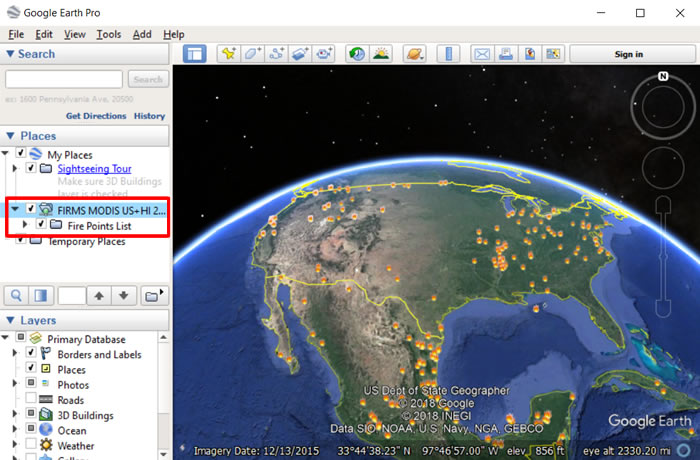 Google Earth Pro
File Edit View Tools Add Help
Search
Search
ex: 1600 Pennsylvania Ave, 20500
Get Directions History
Places
My Places
Sightseeing Tour
Make sure 3D Buildings
layer is checked
FIRMS MODIS US+HI 2...
Fire Points List
Temporary Places
Layers
Primary Database
Borders and Labels
Places
Photos
Roads
3D Buildings
Ocean
Weather
Gallery
Sign in
N
US Dept of State Geographer
© 2018 Google
© 2018 INEGI
Data SIO, NOAA, U.S. Navy, NGA, GEBCO
Google Earth
Imagery Date: 12/13/2015 33°44'38.23" N 97°46'57.00" W elev 856 ft eye alt 2330.20 mi